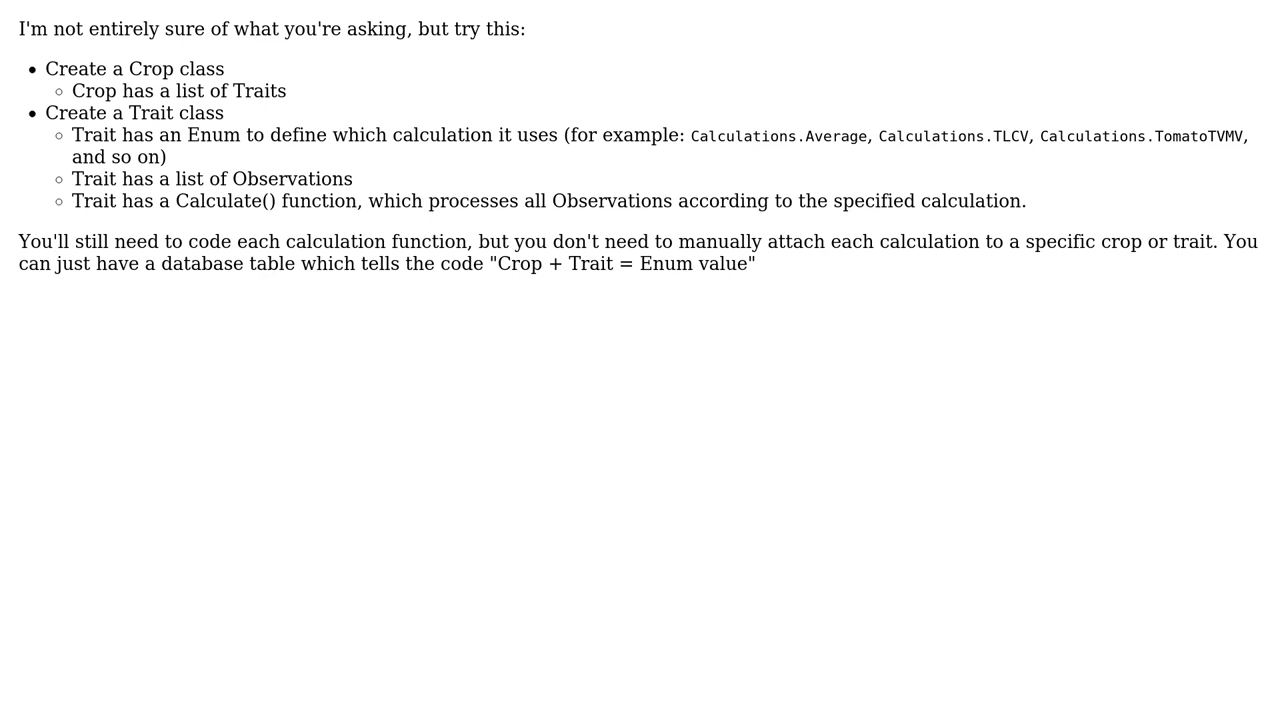 I'm not entirely sure of what you're asking, but try this:
Create a Crop class
Crop has a list of Traits
Create a Trait class
Trait has an Enum to define which calculation it uses (for example: Calculations.Average, Calculations.TLCV, Calculations.TomatoTVMV,
and so on)
Trait has a list of Observations
Trait has a Calculate() function, which processes all Observations according to the specified calculation.
You'll still need to code each calculation function, but you don't need to manually attach each calculation to a specific crop or trait. You
can just have a database table which tells the code "Crop + Trait = Enum value"